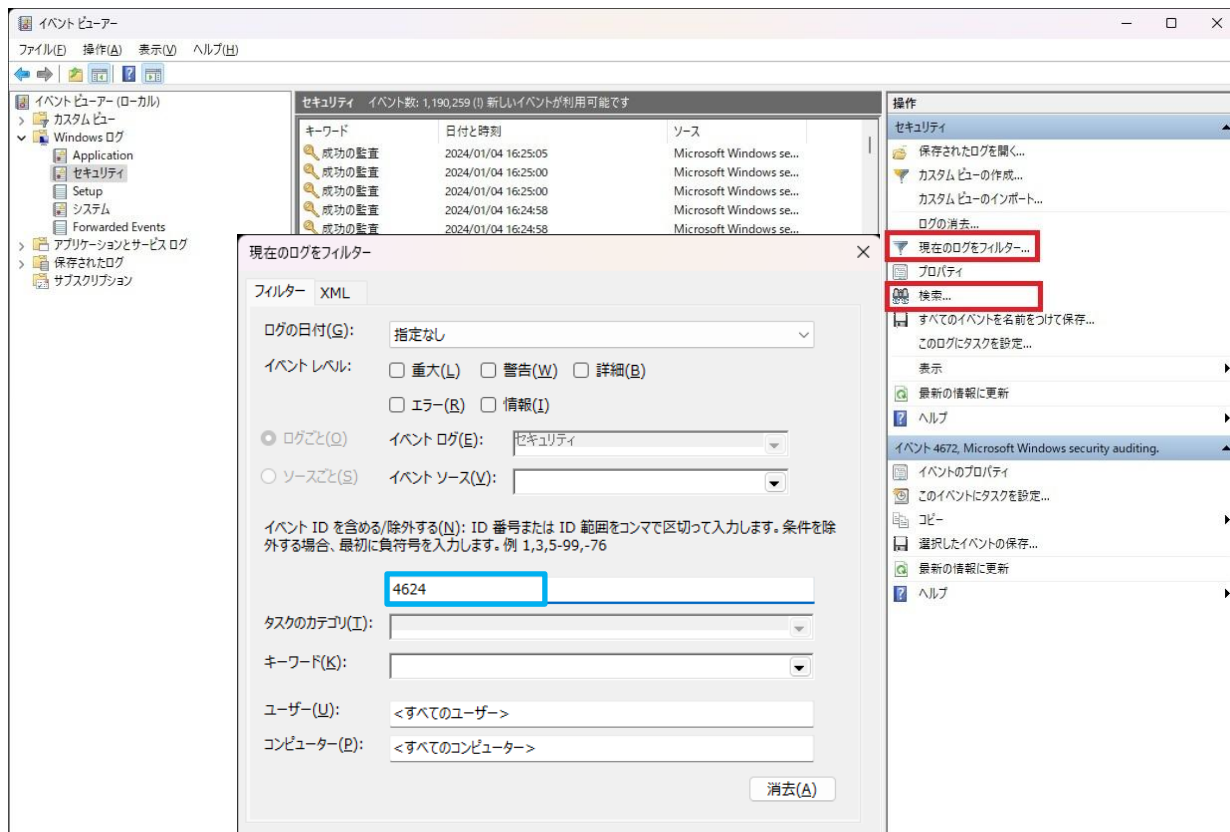 イベント ビューアー
ファイル(F) 操作(A) 表示(V) ヘルプ(H)
イベント ビューアー (ローカル)
カスタム ビュー
Windows ログ
Application
セキュリティ
Setup
システム
Forwarded Events
アプリケーションとサービス ログ
保存されたログ
サブスクリプション
セキュリティ イベント数: 1,190,259 (!) 新しいイベントが利用可能です
キーワード 日付と時刻 ソース
成功の監査 2024/01/04 16:25:05 Microsoft Windows se...
成功の監査 2024/01/04 16:25:00 Microsoft Windows se...
成功の監査 2024/01/04 16:25:00 Microsoft Windows se...
成功の監査 2024/01/04 16:24:58 Microsoft Windows se...
成功の監査 2024/01/04 16:24:58 Microsoft Windows se...
現在のログをフィルター
フィルター XML
ログの日付(G): 指定なし
イベント レベル: 重大(L) 警告(W) 詳細(B)
エラー(R) 情報(I)
ログごと(O) イベント ログ(E): セキュリティ
ソースごと(S) イベント ソース(V):
イベント ID を含める/除外する(N): ID 番号または ID 範囲をコンマで区切って入力します。条件を除
外する場合、最初に負符号を入力します。例 1,3,5-99,-76
4624
タスクのカテゴリ(T):
キーワード(K):
ユーザー(U): <すべてのユーザー>
コンピューター(P): <すべてのコンピューター>
消去(A)
操作
セキュリティ
保存されたログを開く...
カスタム ビューの作成...
カスタム ビューのインポート...
ログの消去...
現在のログをフィルター...
プロパティ
検索...
すべてのイベントを名前をつけて保存...
このログにタスクを設定...
表示
最新の情報に更新
ヘルプ
イベント 4672, Microsoft Windows security auditing.
イベントのプロパティ
このイベントにタスクを設定...
コピー
選択したイベントの保存...
最新の情報に更新
ヘルプ